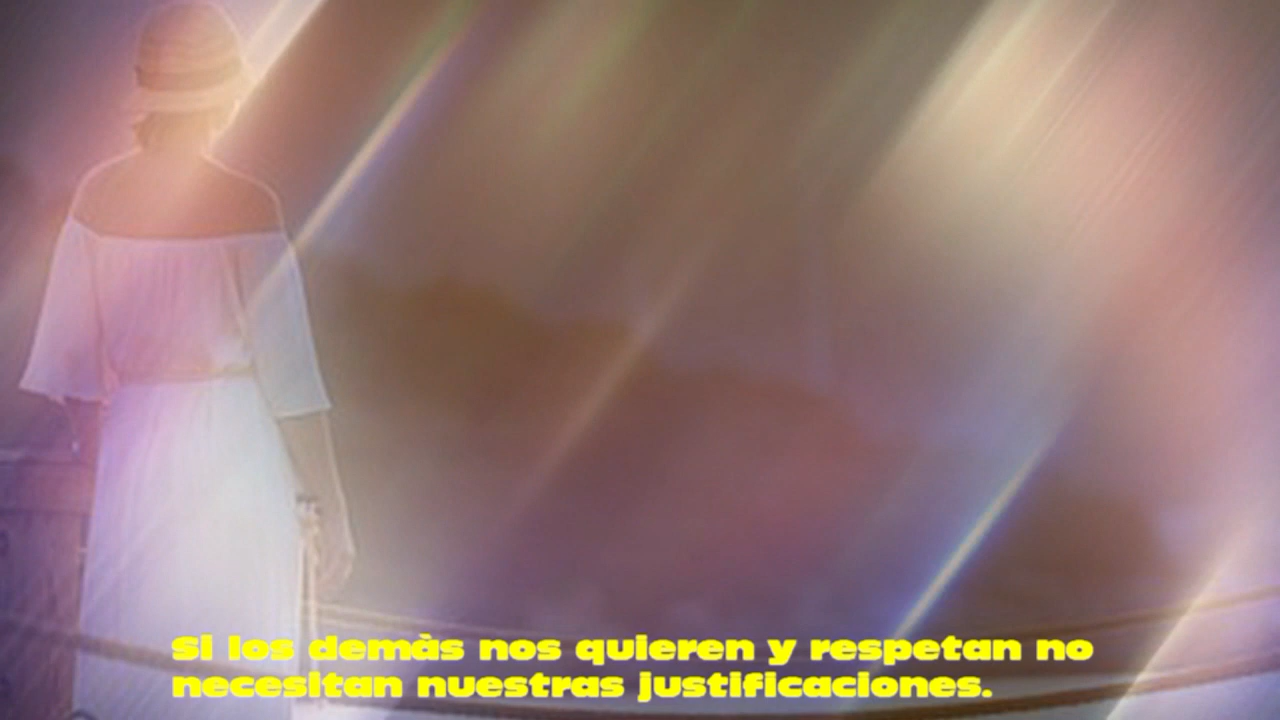 Si los demàs nos quieren y respetan no
necesitan nuestras justificaciones.